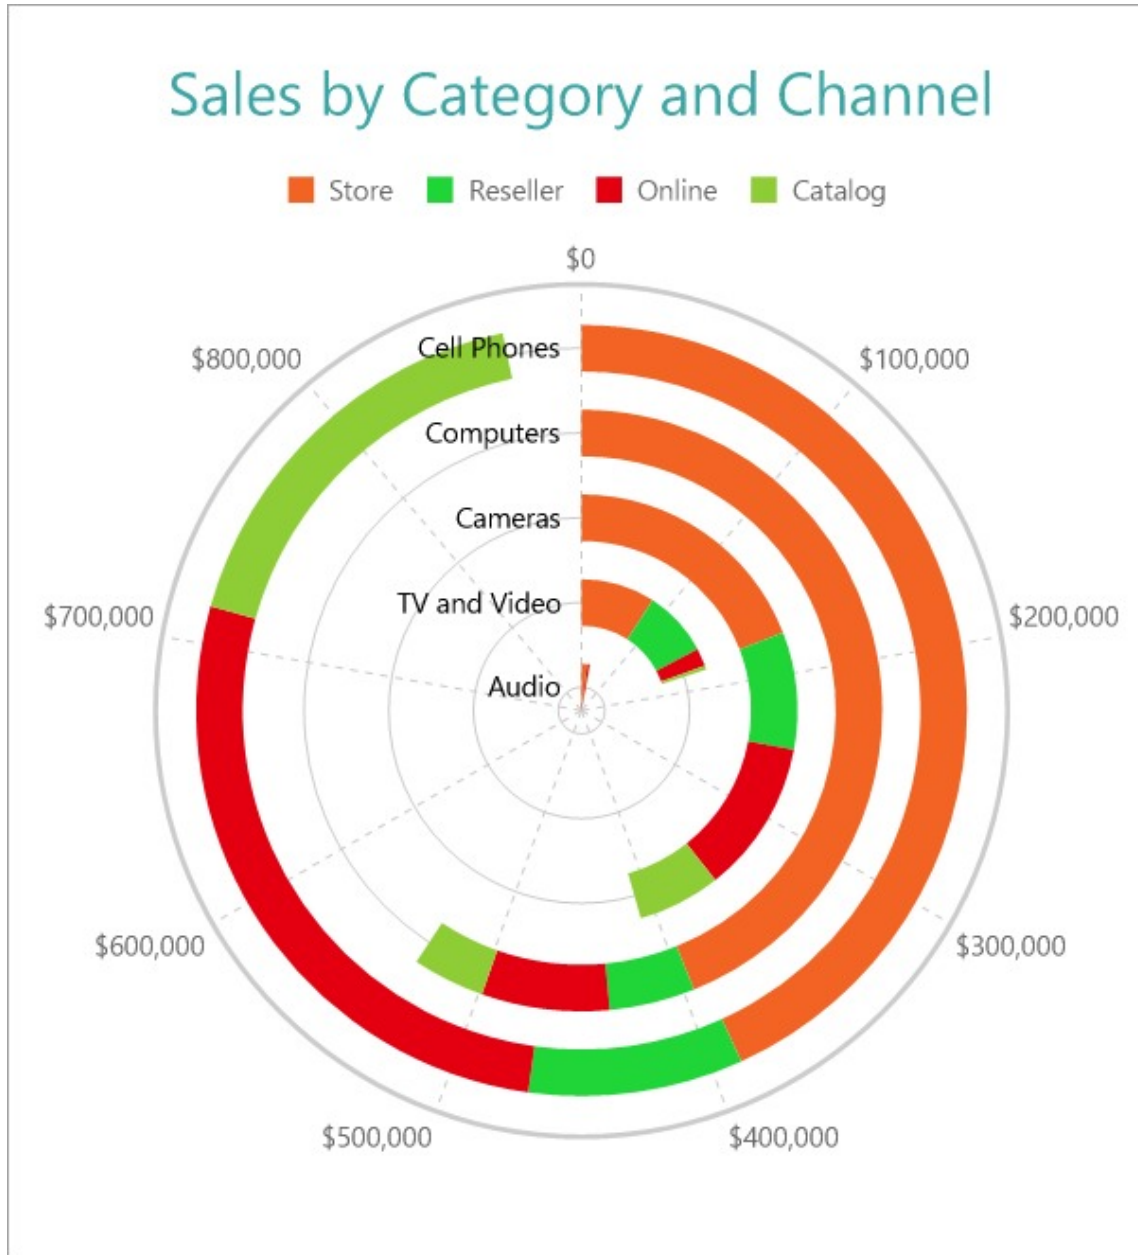 Sales by Category and Channel
Store Reseller Online Catalog
$0
Cell Phones
$800,000 $100,000
Computers
Cameras
TV and Video
$700,000 $200,000
Audio
$600,000 $300,000
$500,000 $400,000